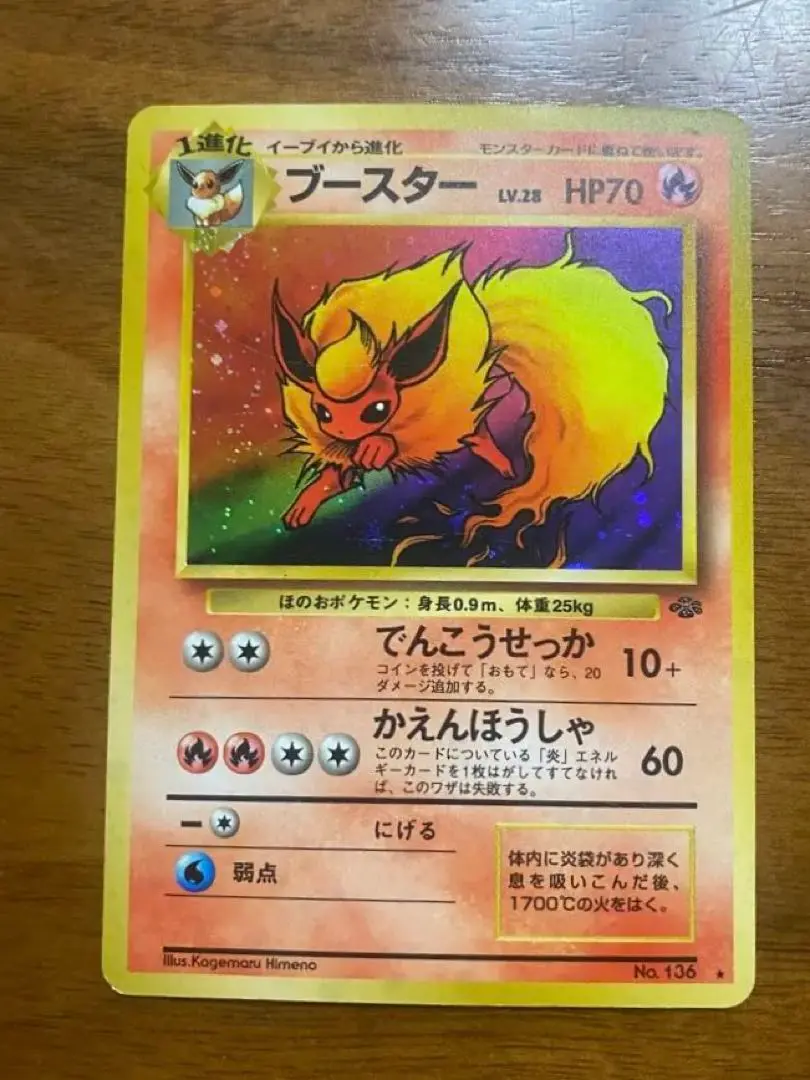 1進化 イーブイから進化 モンスターカードに重ねて使います。
ブースター LV.28 HP70
ほのおポケモン：身長0.9m、体重25kg
でんこうせっか 10+
コインを投げて「おもて」なら、20
ダメージ追加する。
かえんほうしゃ 60
このカードについている「炎」エネル
ギーカードを1枚はがしてすてなけれ
ば、このワザは失敗する。
にげる
弱点
体内に炎袋があり深く
息を吸いこんだ後、
1700℃の火をはく。
Illus.Kagemaru Himeno
No. 136 ★